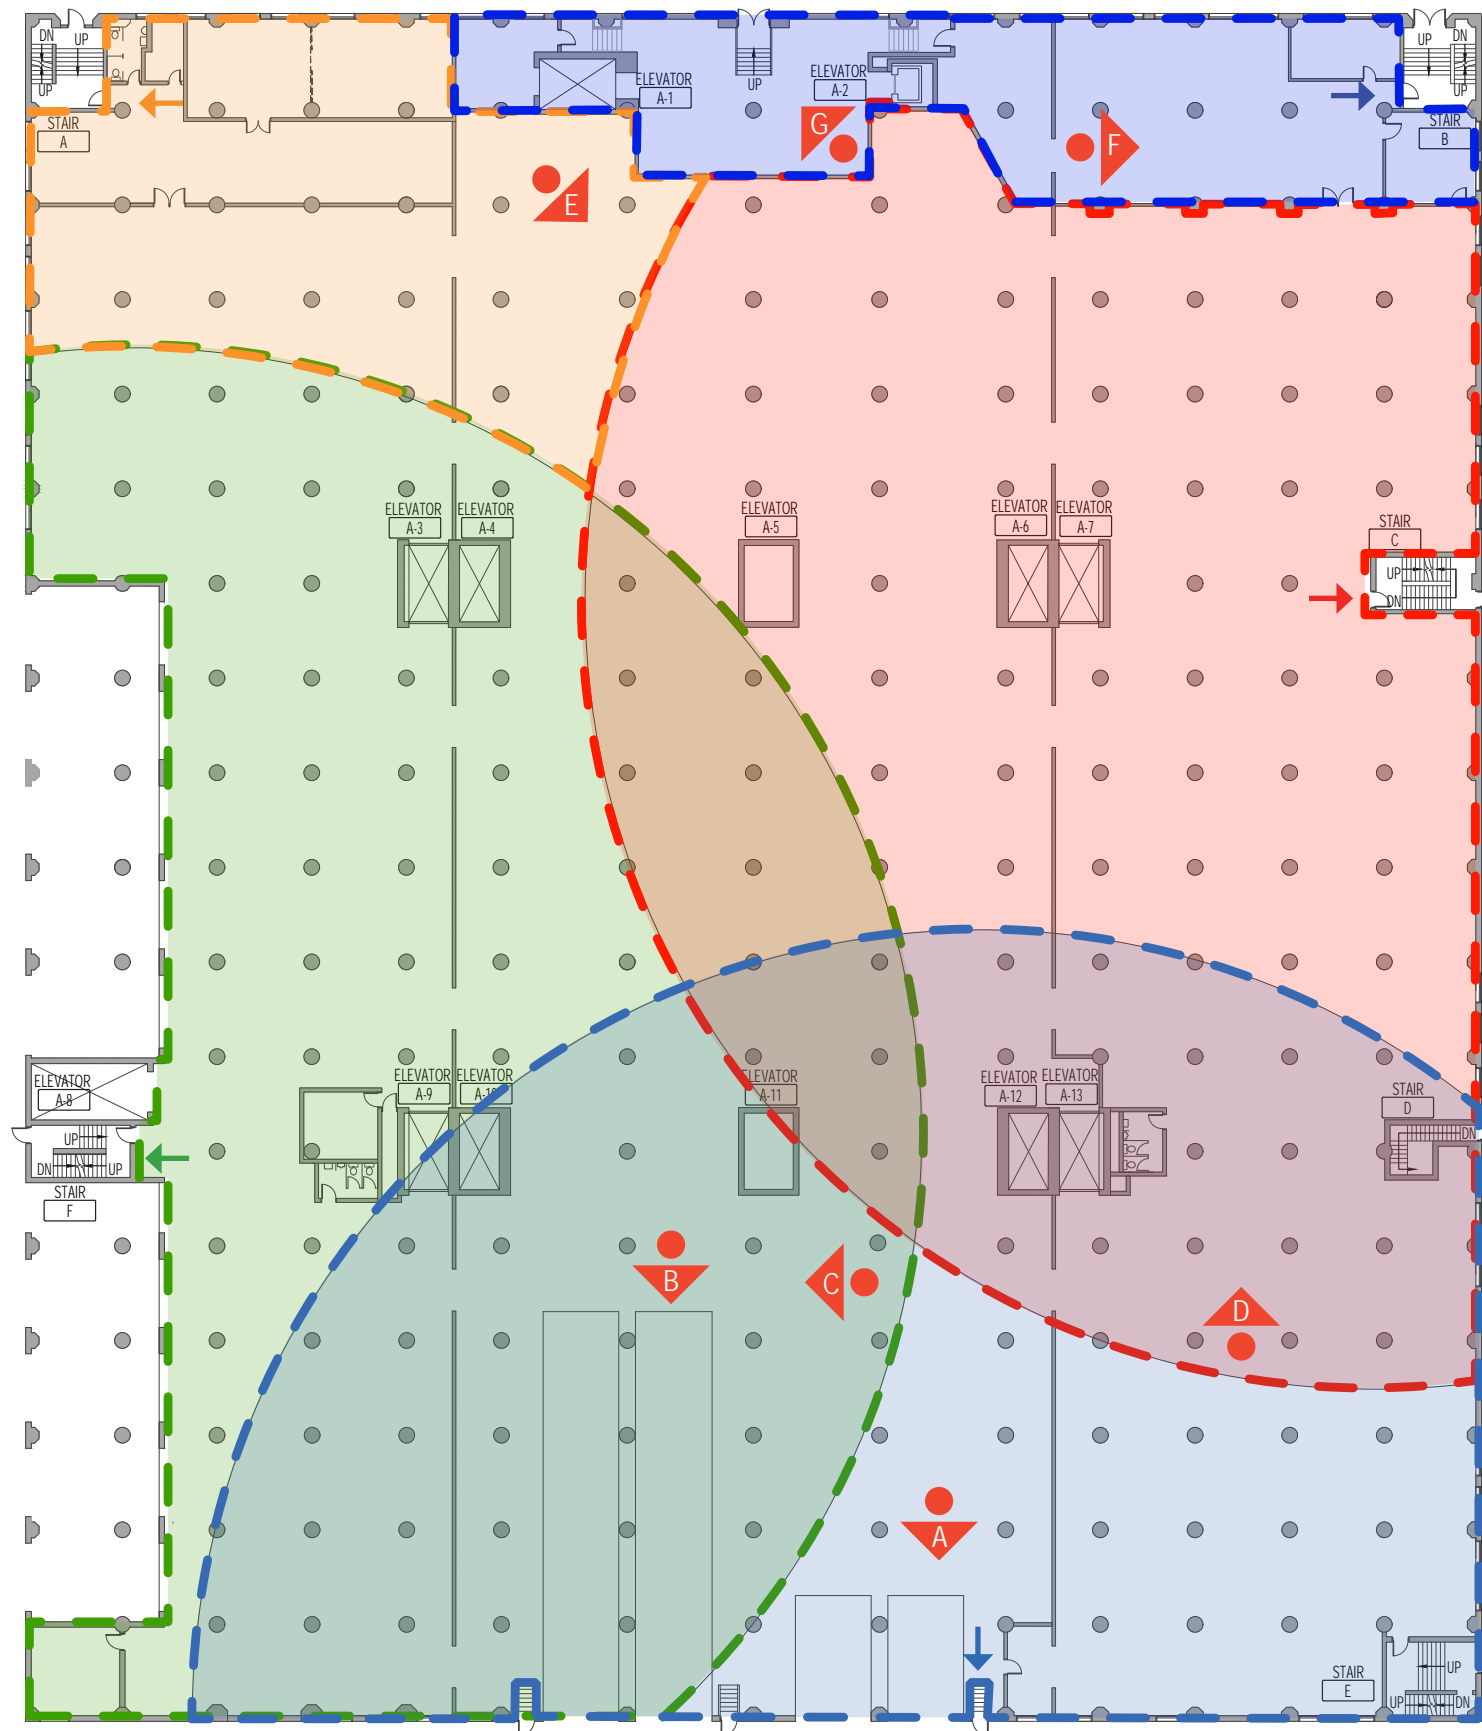 DN
UP
UP
STAIR
A
ELEVATOR
A-1
UP
ELEVATOR
A-2
UP
DN
UP
STAIR
B
G
F
E
ELEVATOR
A-3
ELEVATOR
A-4
ELEVATOR
A-5
ELEVATOR
A-6
ELEVATOR
A-7
STAIR
C
UP
DN
ELEVATOR
A-8
UP
DN
UP
STAIR
F
ELEVATOR
A-9
ELEVATOR
A-10
ELEVATOR
A-11
ELEVATOR
A-12
ELEVATOR
A-13
STAIR
D
DN
B
C
D
A
STAIR
E
UP
UP
DN